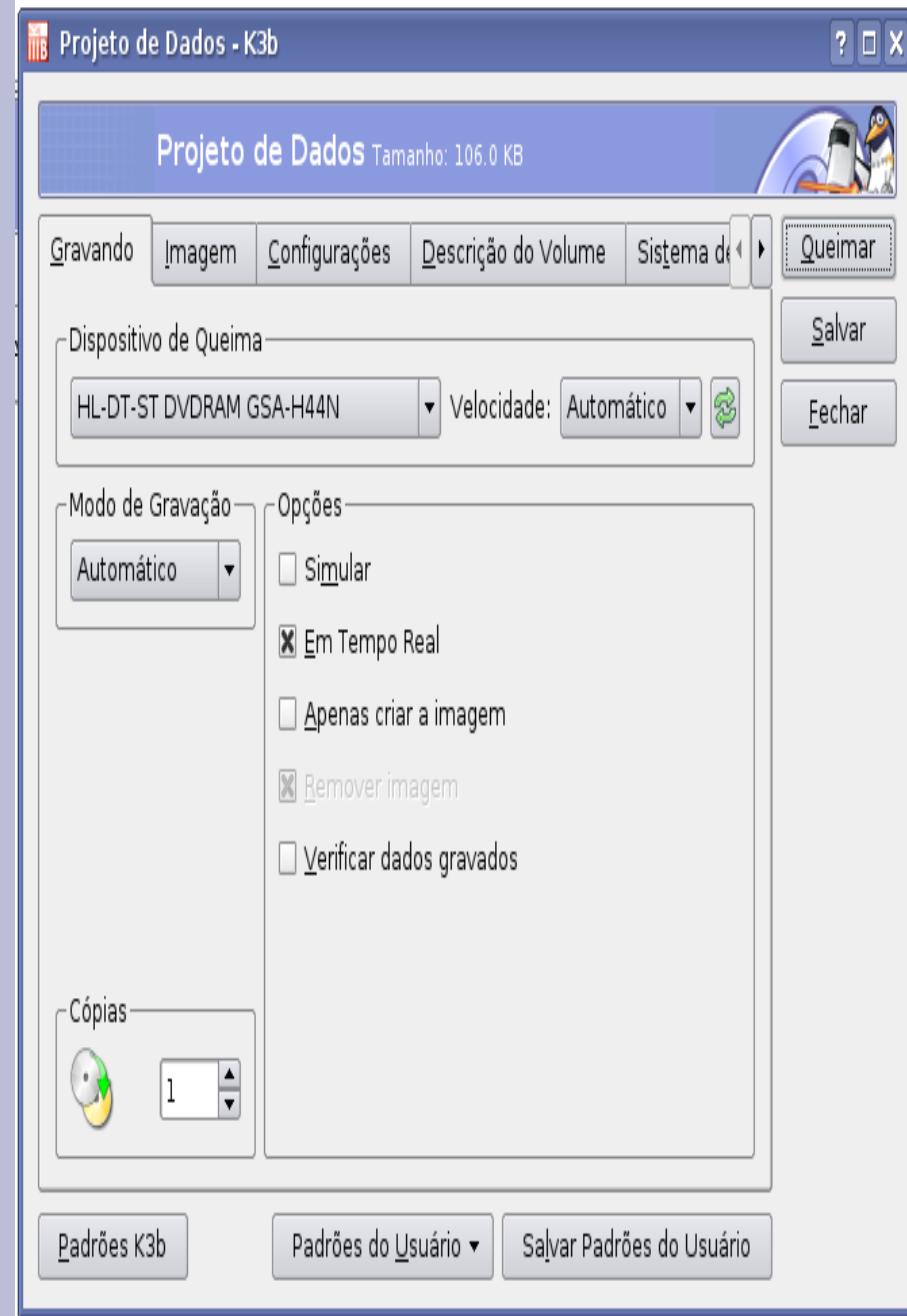 Projeto de Dados - K3b
Projeto de Dados Tamanho: 106.0 KB
Gravando Imagem Configurações Descrição do Volume Sistema de
Queimar
Salvar
Fechar
Dispositivo de Queima
HL-DT-ST DVDRAM GSA-H44N Velocidade: Automático
Modo de Gravação
Automático
Opções
Simular
Em Tempo Real
Apenas criar a imagem
Remover imagem
Verificar dados gravados
Cópias
1
Padrões K3b Padrões do Usuário Salvar Padrões do Usuário